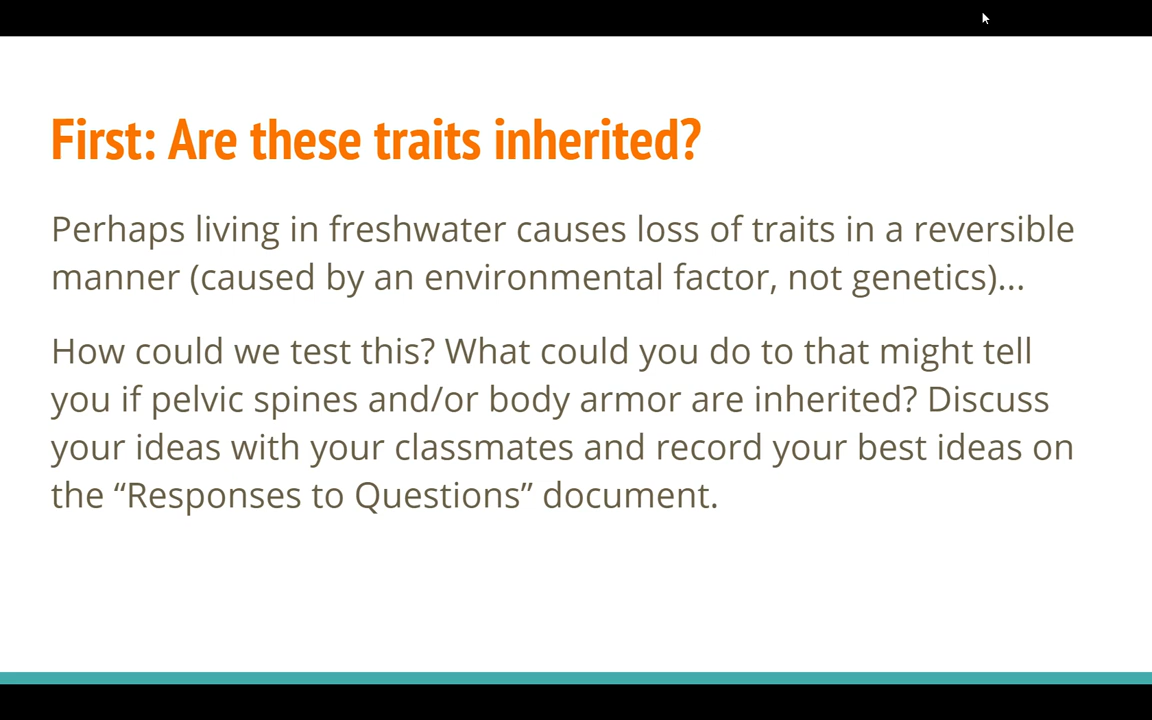 First: Are these traits inherited?
Perhaps living in freshwater causes loss of traits in a reversible
manner (caused by an environmental factor, not genetics)...
How could we test this? What could you do to that might tell
you if pelvic spines and/or body armor are inherited? Discuss
your ideas with your classmates and record your best ideas on
the “Responses to Questions” document.